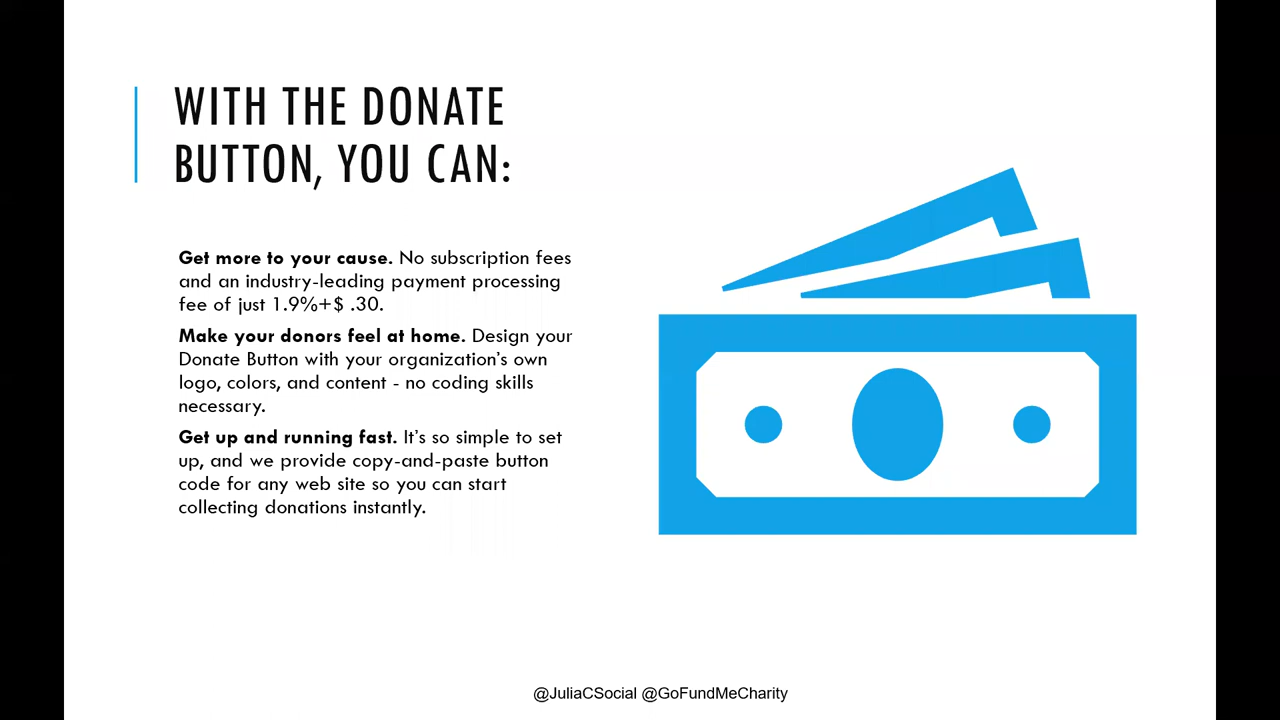 WITH THE DONATE
BUTTON, YOU CAN:
Get more to your cause. No subscription fees
and an industry-leading payment processing
fee of just 1.9%+$ .30.
Make your donors feel at home. Design your
Donate Button with your organization's own
logo, colors, and content - no coding skills
necessary.
Get up and running fast. It's so simple to set
up, and we provide copy-and-paste button
code for any web site so you can start
collecting donations instantly.
@JuliaCSocial @GoFundMeCharity